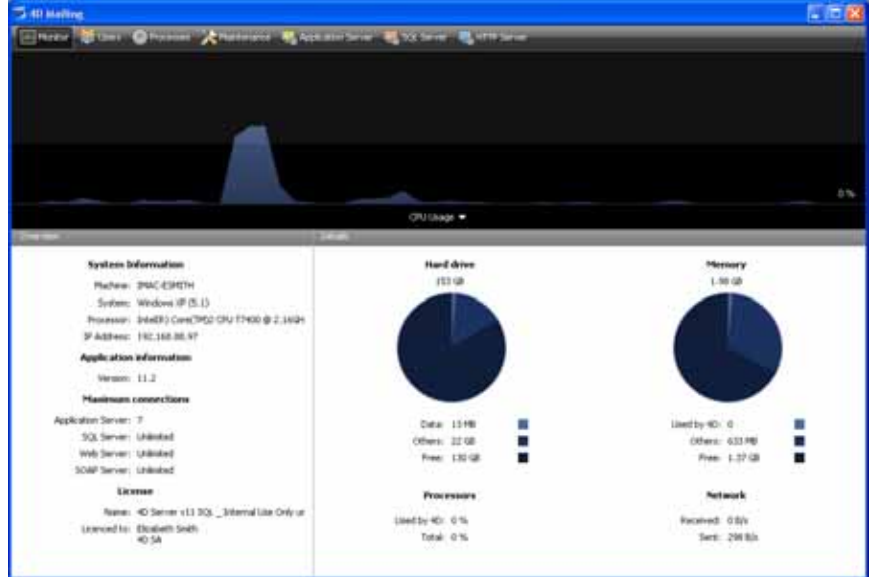 4D Mailing
Monitor Users Processes Maintenance Application Server SQL Server HTTP Server
0 %
CPU Usage
Overview Details
System Information
Machine: IMAC-ESMITH
System: Windows XP (5.1)
Processor: Intel(R) Core(TM)2 CPU T7400 @ 2.16GH
IP Address: 192.168.88.97
Application information
Version: 11.2
Maximum connections
Application Server: 7
SQL Server: Unlimited
Web Server: Unlimited
SOAP Server: Unlimited
License
Name: 4D Server v11 SQL _ Internal Use Only ur
Licenced to: Elizabeth Smith
4D SA
Hard drive
153 GB
Data: 13 MB
Others: 22 GB
Free: 130 GB
Memory
1.98 GB
Used by 4D: 0
Others: 633 MB
Free: 1.37 GB
Processors
Used by 4D: 0 %
Total: 0 %
Network
Received: 0 B/s
Sent: 298 B/s